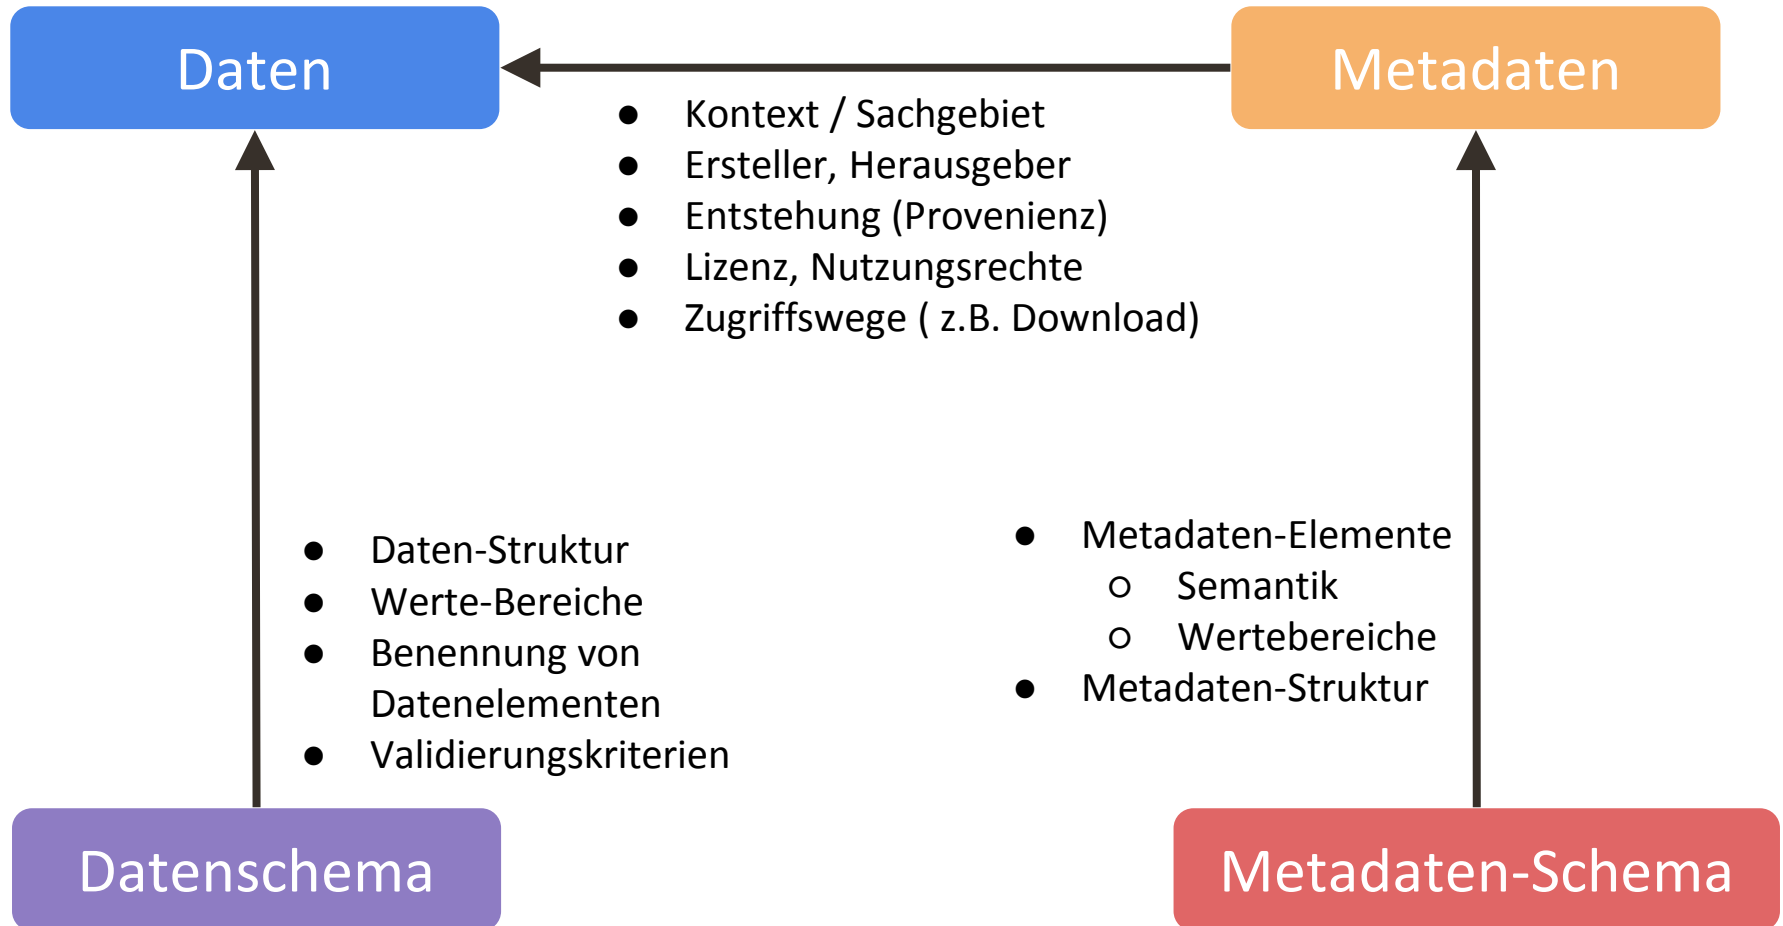 Daten
Metadaten
● Kontext / Sachgebiet
● Ersteller, Herausgeber
● Entstehung (Provenienz)
● Lizenz, Nutzungsrechte
● Zugriffswege ( z.B. Download)
● Daten-Struktur
● Werte-Bereiche
● Benennung von
Datenelementen
● Validierungskriterien
● Metadaten-Elemente
○ Semantik
○ Wertebereiche
● Metadaten-Struktur
Datenschema
Metadaten-Schema